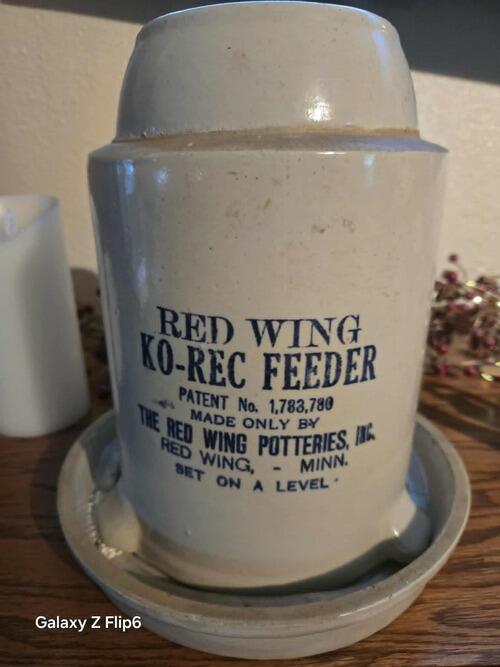 RED WING
KO-REC FEEDER
PATENT No. 1,783,780
MADE ONLY BY
THE RED WING POTTERIES, INC.
RED WING, - MINN.
SET ON A LEVEL -
Galaxy Z Flip6